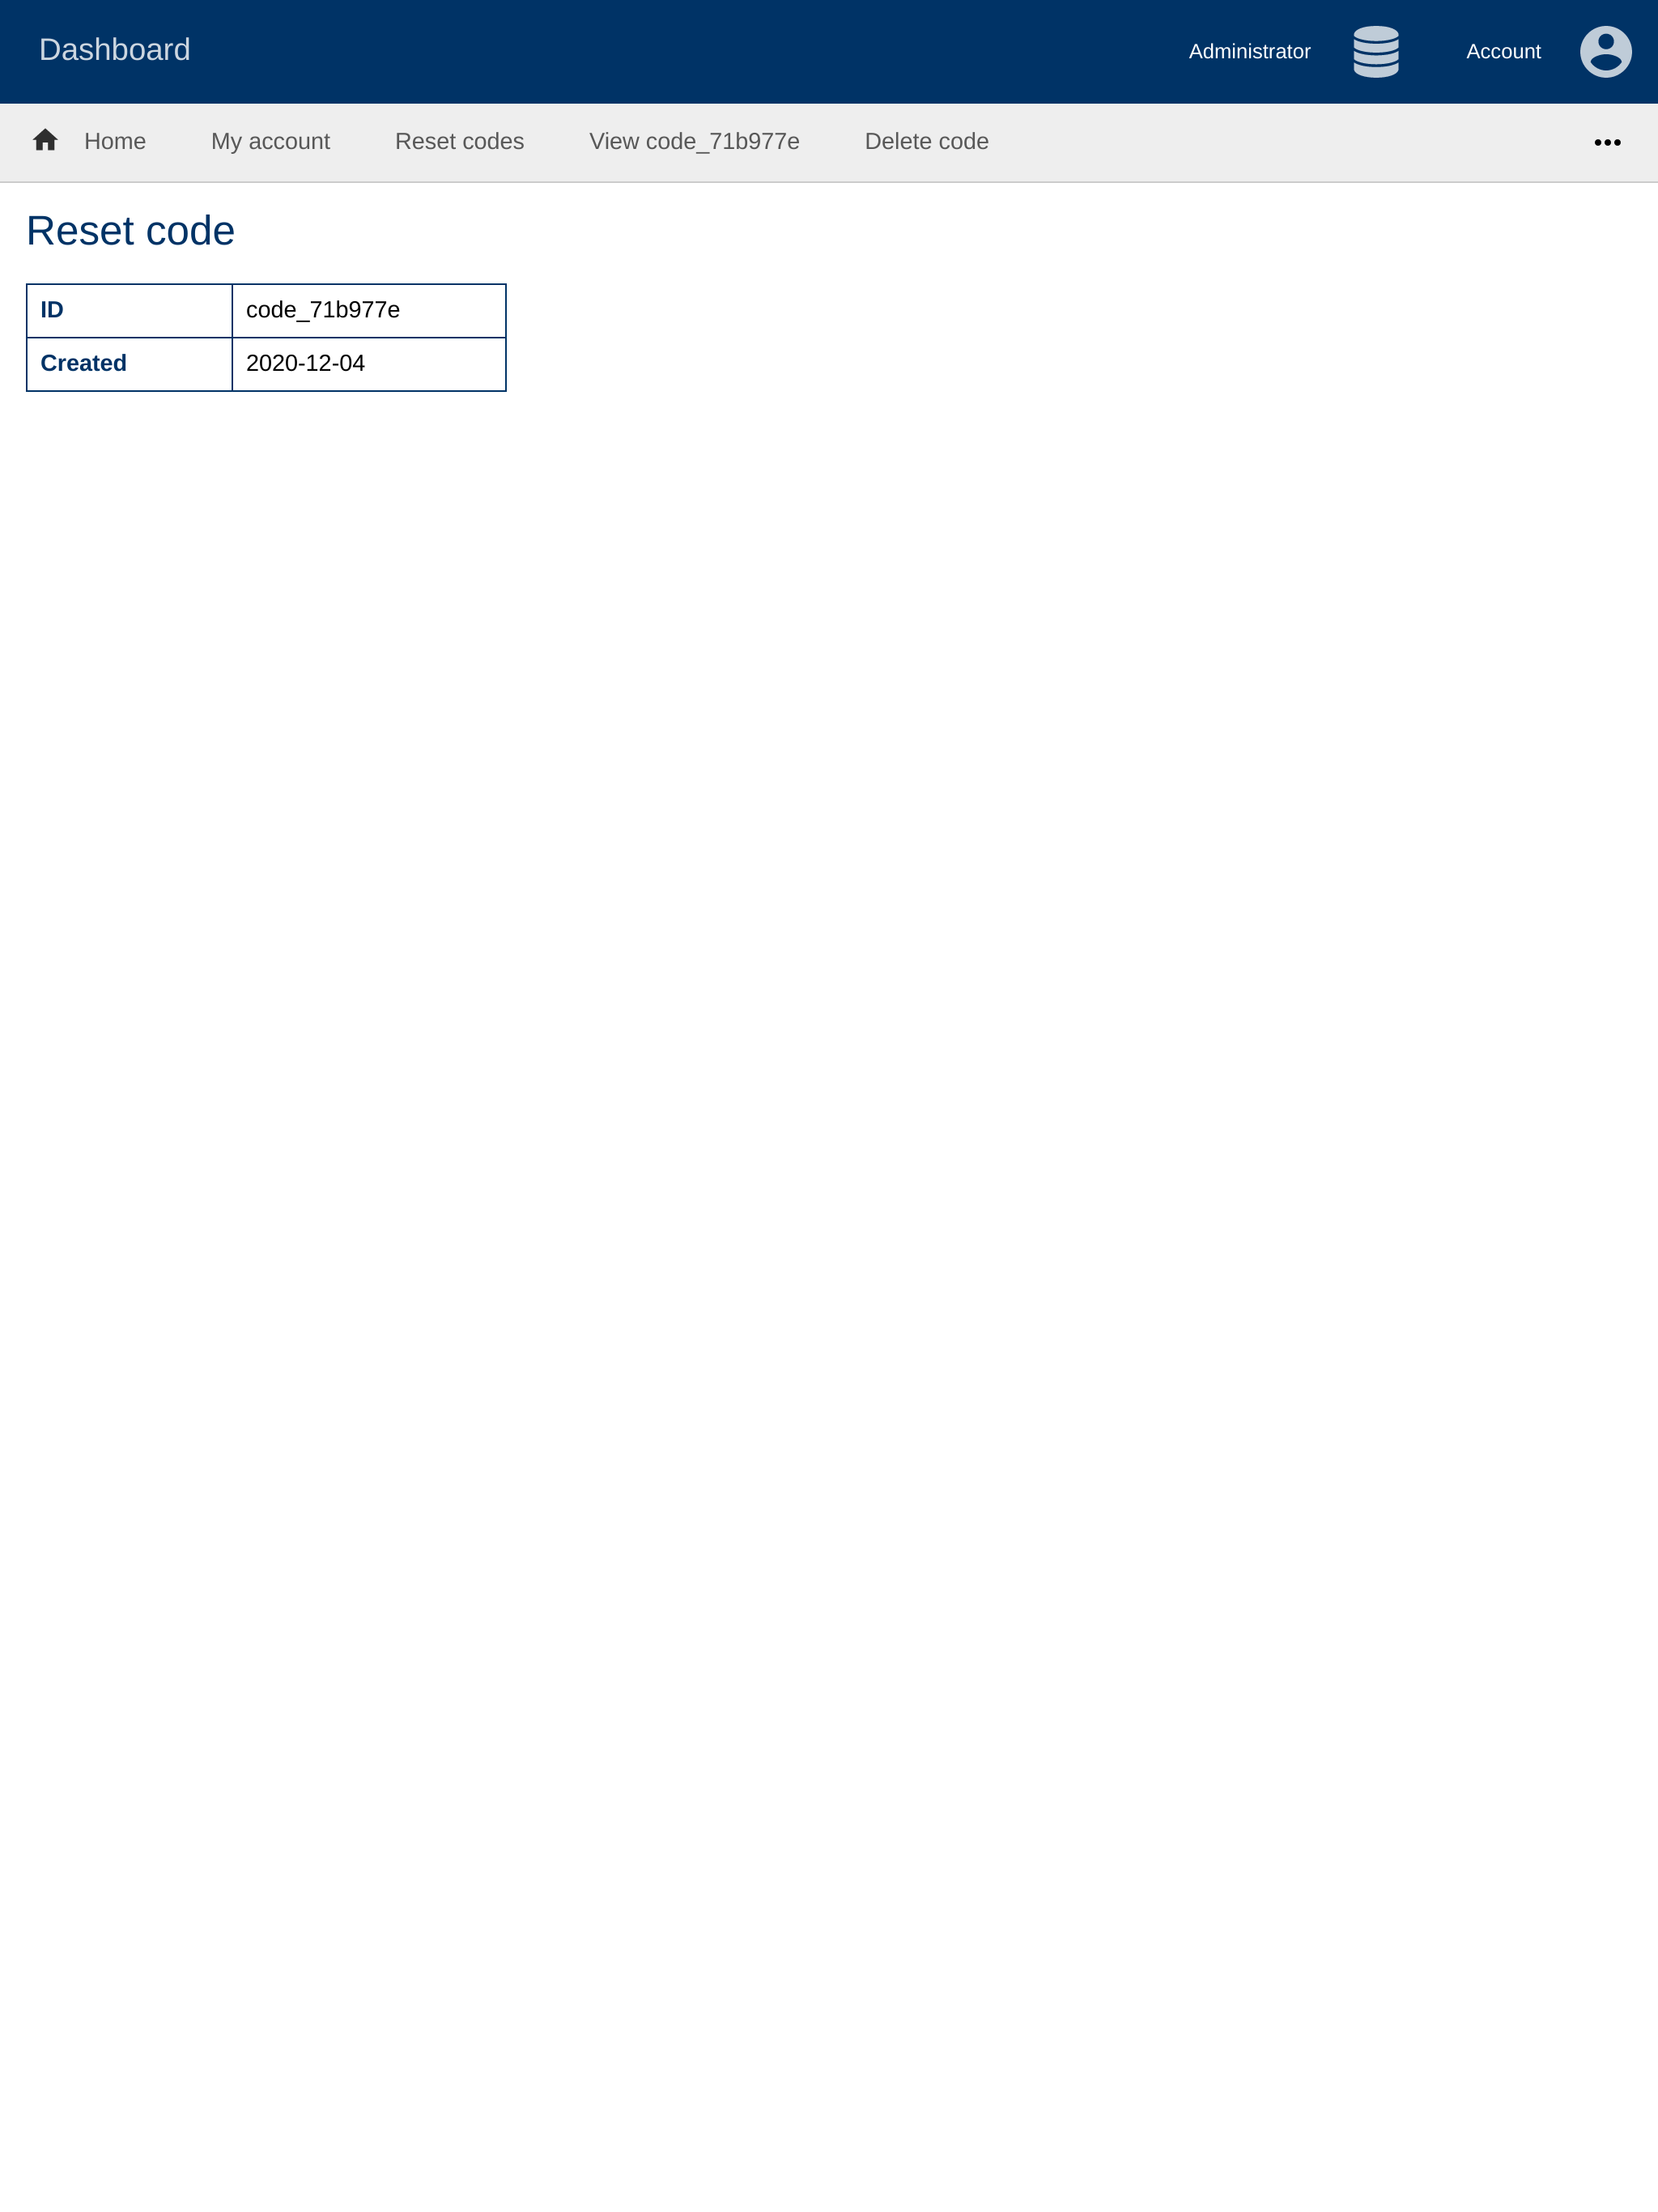 Dashboard Administrator Account
Home My account Reset codes View code_71b977e Delete code
Reset code
ID code_71b977e
Created 2020-12-04